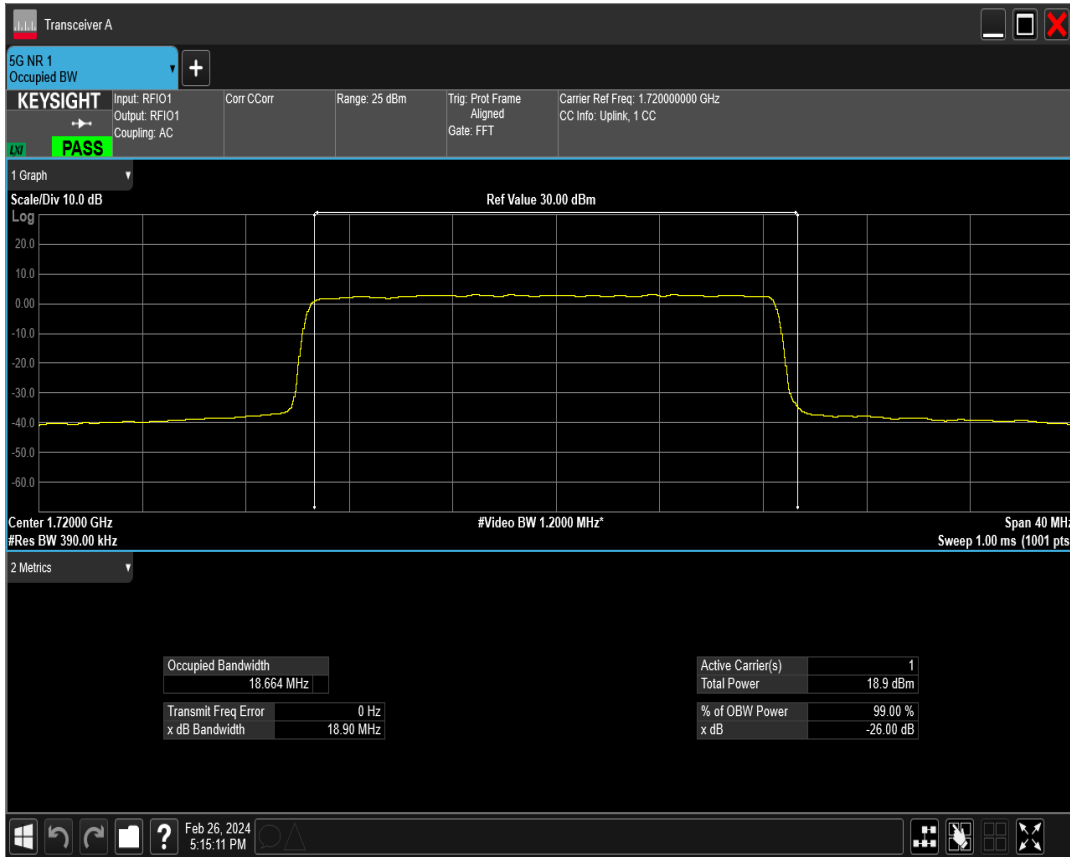 Transceiver A
5G NR 1
Occupied BW
+
KEYSIGHT
LXI
PASS
Input: RFIO1
Output: RFIO1
Coupling: AC
Corr CCorr
Range: 25 dBm
Trig: Prot Frame
Aligned
Gate: FFT
Carrier Ref Freq: 1.720000000 GHz
CC Info: Uplink, 1 CC
1 Graph
Scale/Div 10.0 dB
Ref Value 30.00 dBm
Log
20.0
10.0
0.00
-10.0
-20.0
-30.0
-40.0
-50.0
-60.0
Center 1.72000 GHz
#Video BW 1.2000 MHz*
Span 40 MHz
#Res BW 390.00 kHz
Sweep 1.00 ms (1001 pts
2 Metrics
Occupied Bandwidth
18.664 MHz
Transmit Freq Error 0 Hz
x dB Bandwidth 18.90 MHz
Active Carrier(s) 1
Total Power 18.9 dBm
% of OBW Power 99.00 %
x dB -26.00 dB
?
Feb 26, 2024
5:15:11 PM